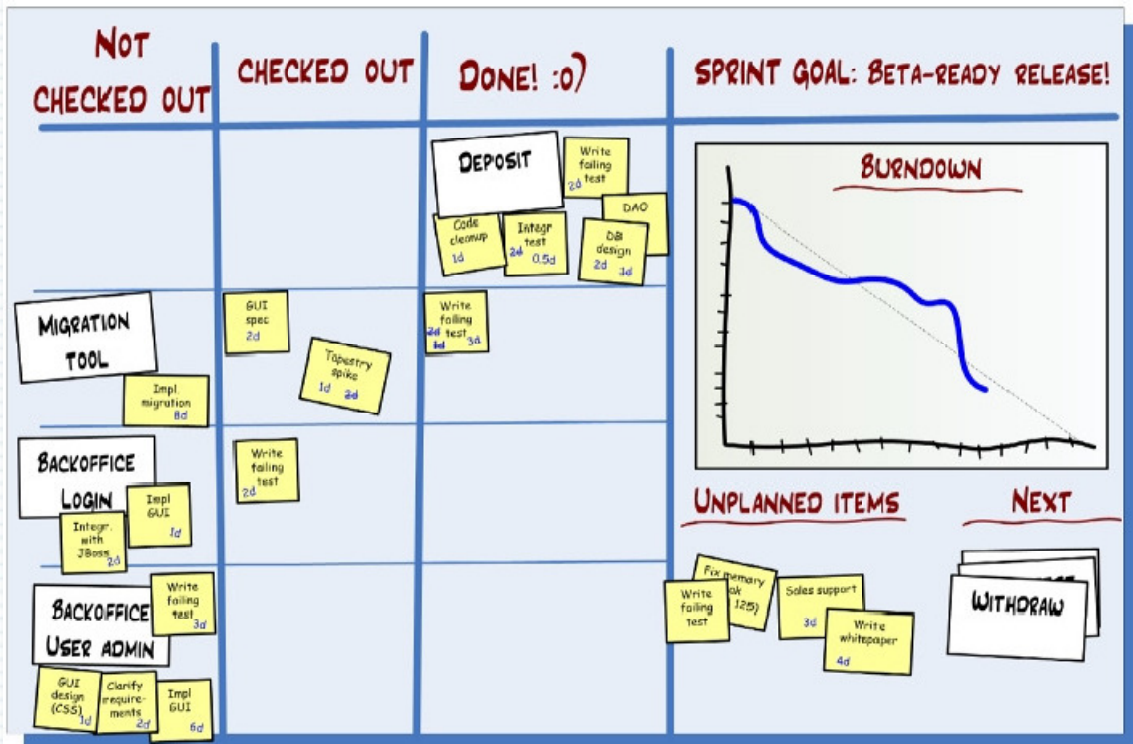 NOT
CHECKED OUT
CHECKED OUT
DONE! :o)
SPRINT GOAL: BETA-READY RELEASE!
DEPOSIT
Write
failing
test
2d
DAO
Code
cleanup
1d
Integr
test
2d 0.5d
DB
design
2d 1d
BURNDOWN
MIGRATION
TOOL
Impl.
migration
8d
GUI
spec
2d
Tapestry
spike
1d 2d
Write
failing
2d test
3d
BACKOFFICE
LOGIN
Impl
GUI
1d
Integr.
with
JBoss
2d
Write
failing
test
2d
BACKOFFICE
USER ADMIN
Write
failing
test
3d
GUI
design
(CSS)
1d
Clarify
require-
ments
2d
Impl
GUI
6d
UNPLANNED ITEMS
NEXT
Fix memory
125)
Write
failing
test
Sales support
3d
Write
whitepaper
4d
WITHDRAW